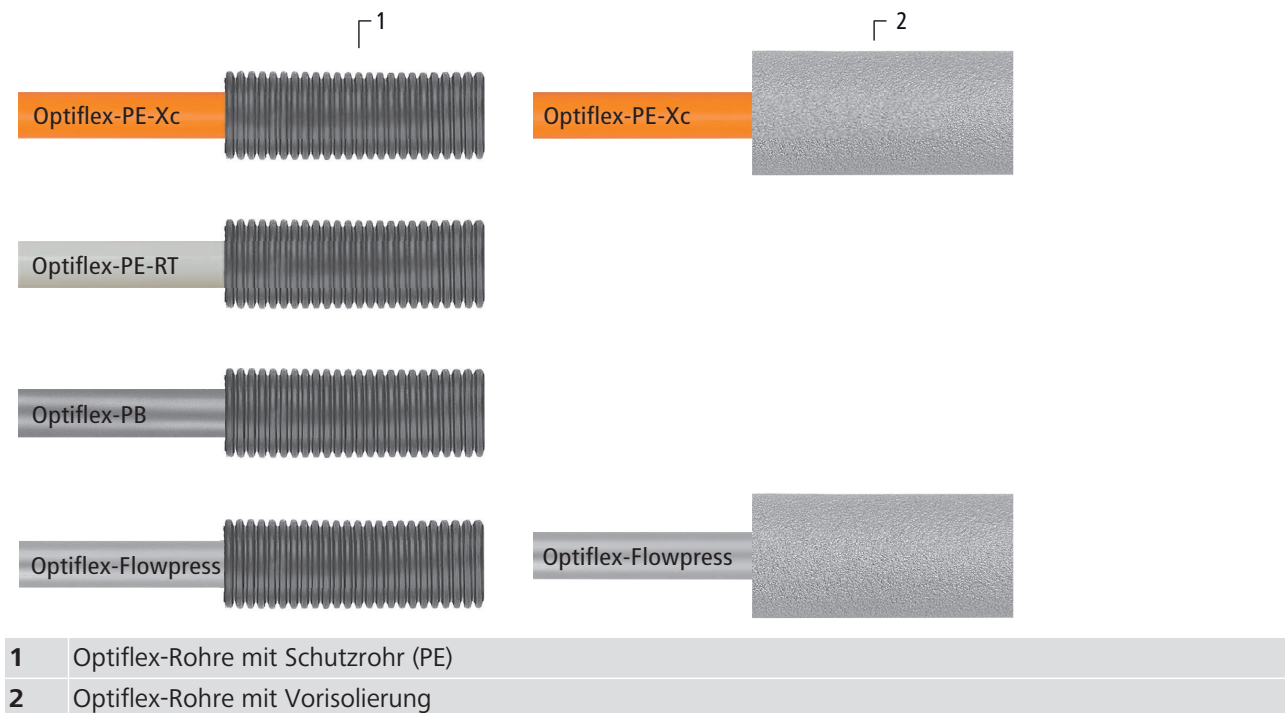 1
2
Optiflex-PE-Xc
Optiflex-PE-Xc
Optiflex-PE-RT
Optiflex-PB
Optiflex-Flowpress
Optiflex-Flowpress
1 Optiflex-Rohre mit Schutzrohr (PE)
2 Optiflex-Rohre mit Vorisolierung